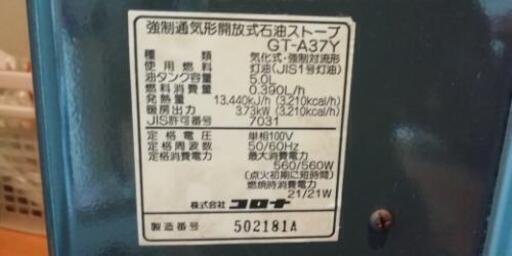 強制通気形開放式石油ストーブ
GT-A37Y
種類 気化式・強制対流形
使用燃料 灯油(JIS1号灯油)
油タンク容量 5.0L
燃料消費量 0.390L/h
発熱量 13,440kJ/h (3,210kcal/h)
暖房出力 3.73kW (3,210kcal/h)
JIS許可番号 7031
定格電圧 単相100V
定格周波数 50/60Hz
定格消費電力 最大消費電力
560/560W
(点火初期に短時間)
燃焼時消費電力
21/21W
株式会社 コロナ
製造番号 502181A